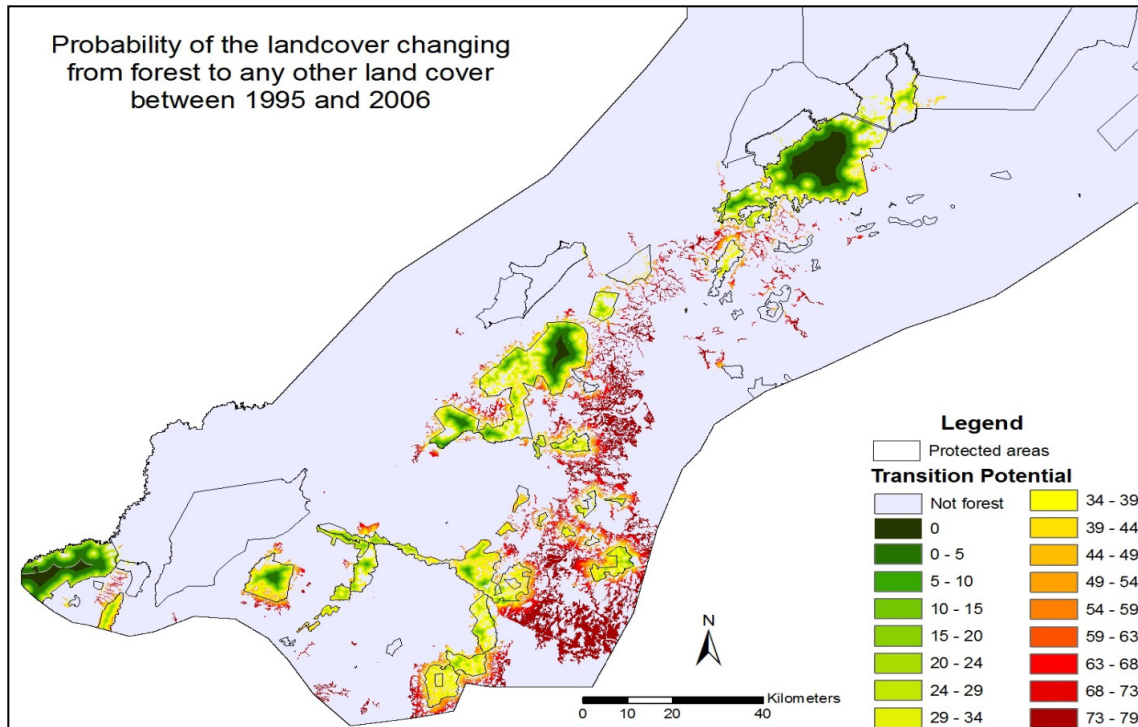 Probability of the landcover changing
from forest to any other land cover
between 1995 and 2006
Legend
Protected areas
Transition Potential
Not forest
0
0 - 5
5 - 10
10 - 15
15 - 20
20 - 24
24 - 29
29 - 34
34 - 39
39 - 44
44 - 49
49 - 54
54 - 59
59 - 63
63 - 68
68 - 73
73 - 79
N
Kilometers
0 10 20 40